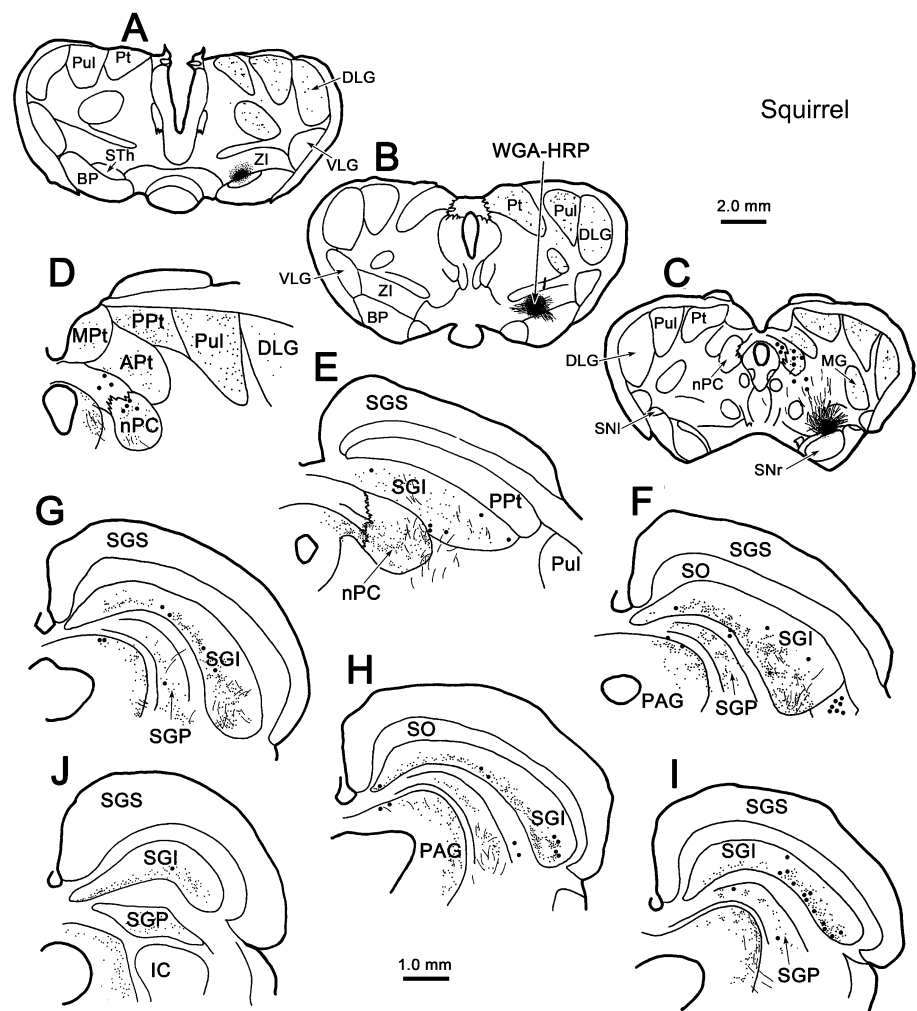 A
Pul
Pt
DLG
STh
BP
ZI
VLG
Squirrel
2.0 mm
B
WGA-HRP
Pt
Pul
DLG
VLG
ZI
BP
C
Pul
Pt
DLG
nPC
MG
SNl
SNr
D
MPt
PPt
Pul
DLG
APt
nPC
E
SGS
SGI
PPt
nPC
Pul
F
SGS
SO
SGI
PAG
SGP
G
SGS
SGI
SGP
H
SO
SGI
PAG
I
SGS
SGI
SGP
J
SGS
SGI
SGP
IC
1.0 mm